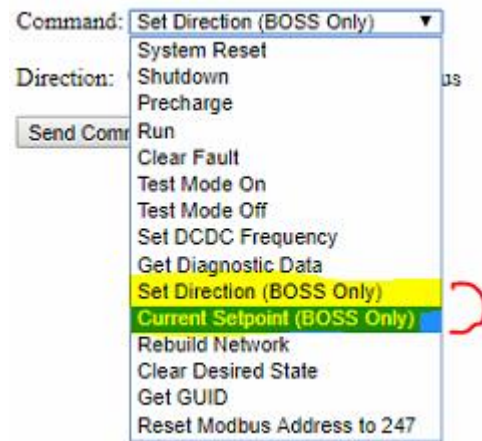 Command: Set Direction (BOSS Only)
System Reset
Direction: Shutdown us
Precharge
Send Comm Run
Clear Fault
Test Mode On
Test Mode Off
Set DCDC Frequency
Get Diagnostic Data
Set Direction (BOSS Only)
Current Setpoint (BOSS Only)
Rebuild Network
Clear Desired State
Get GUID
Reset Modbus Address to 247